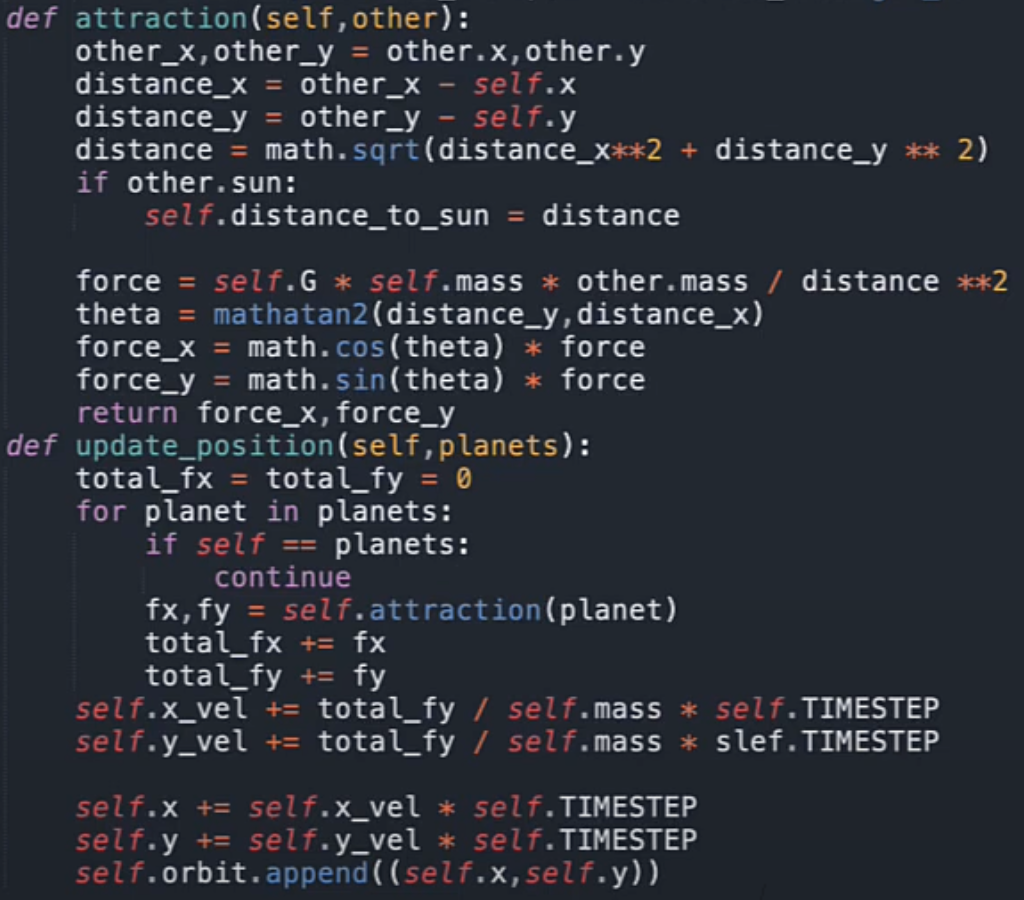 def attraction(self,other):
    other_x,other_y = other.x,other.y
    distance_x = other_x - self.x
    distance_y = other_y - self.y
    distance = math.sqrt(distance_x**2 + distance_y ** 2)
    if other.sun:
        self.distance_to_sun = distance

    force = self.G * self.mass * other.mass / distance **2
    theta = mathatan2(distance_y,distance_x)
    force_x = math.cos(theta) * force
    force_y = math.sin(theta) * force
    return force_x,force_y
def update_position(self,planets):
    total_fx = total_fy = 0
    for planet in planets:
        if self == planets:
            continue
        fx,fy = self.attraction(planet)
        total_fx += fx
        total_fy += fy
    self.x_vel += total_fy / self.mass * self.TIMESTEP
    self.y_vel += total_fy / self.mass * slef.TIMESTEP

    self.x += self.x_vel * self.TIMESTEP
    self.y += self.y_vel * self.TIMESTEP
    self.orbit.append((self.x,self.y))